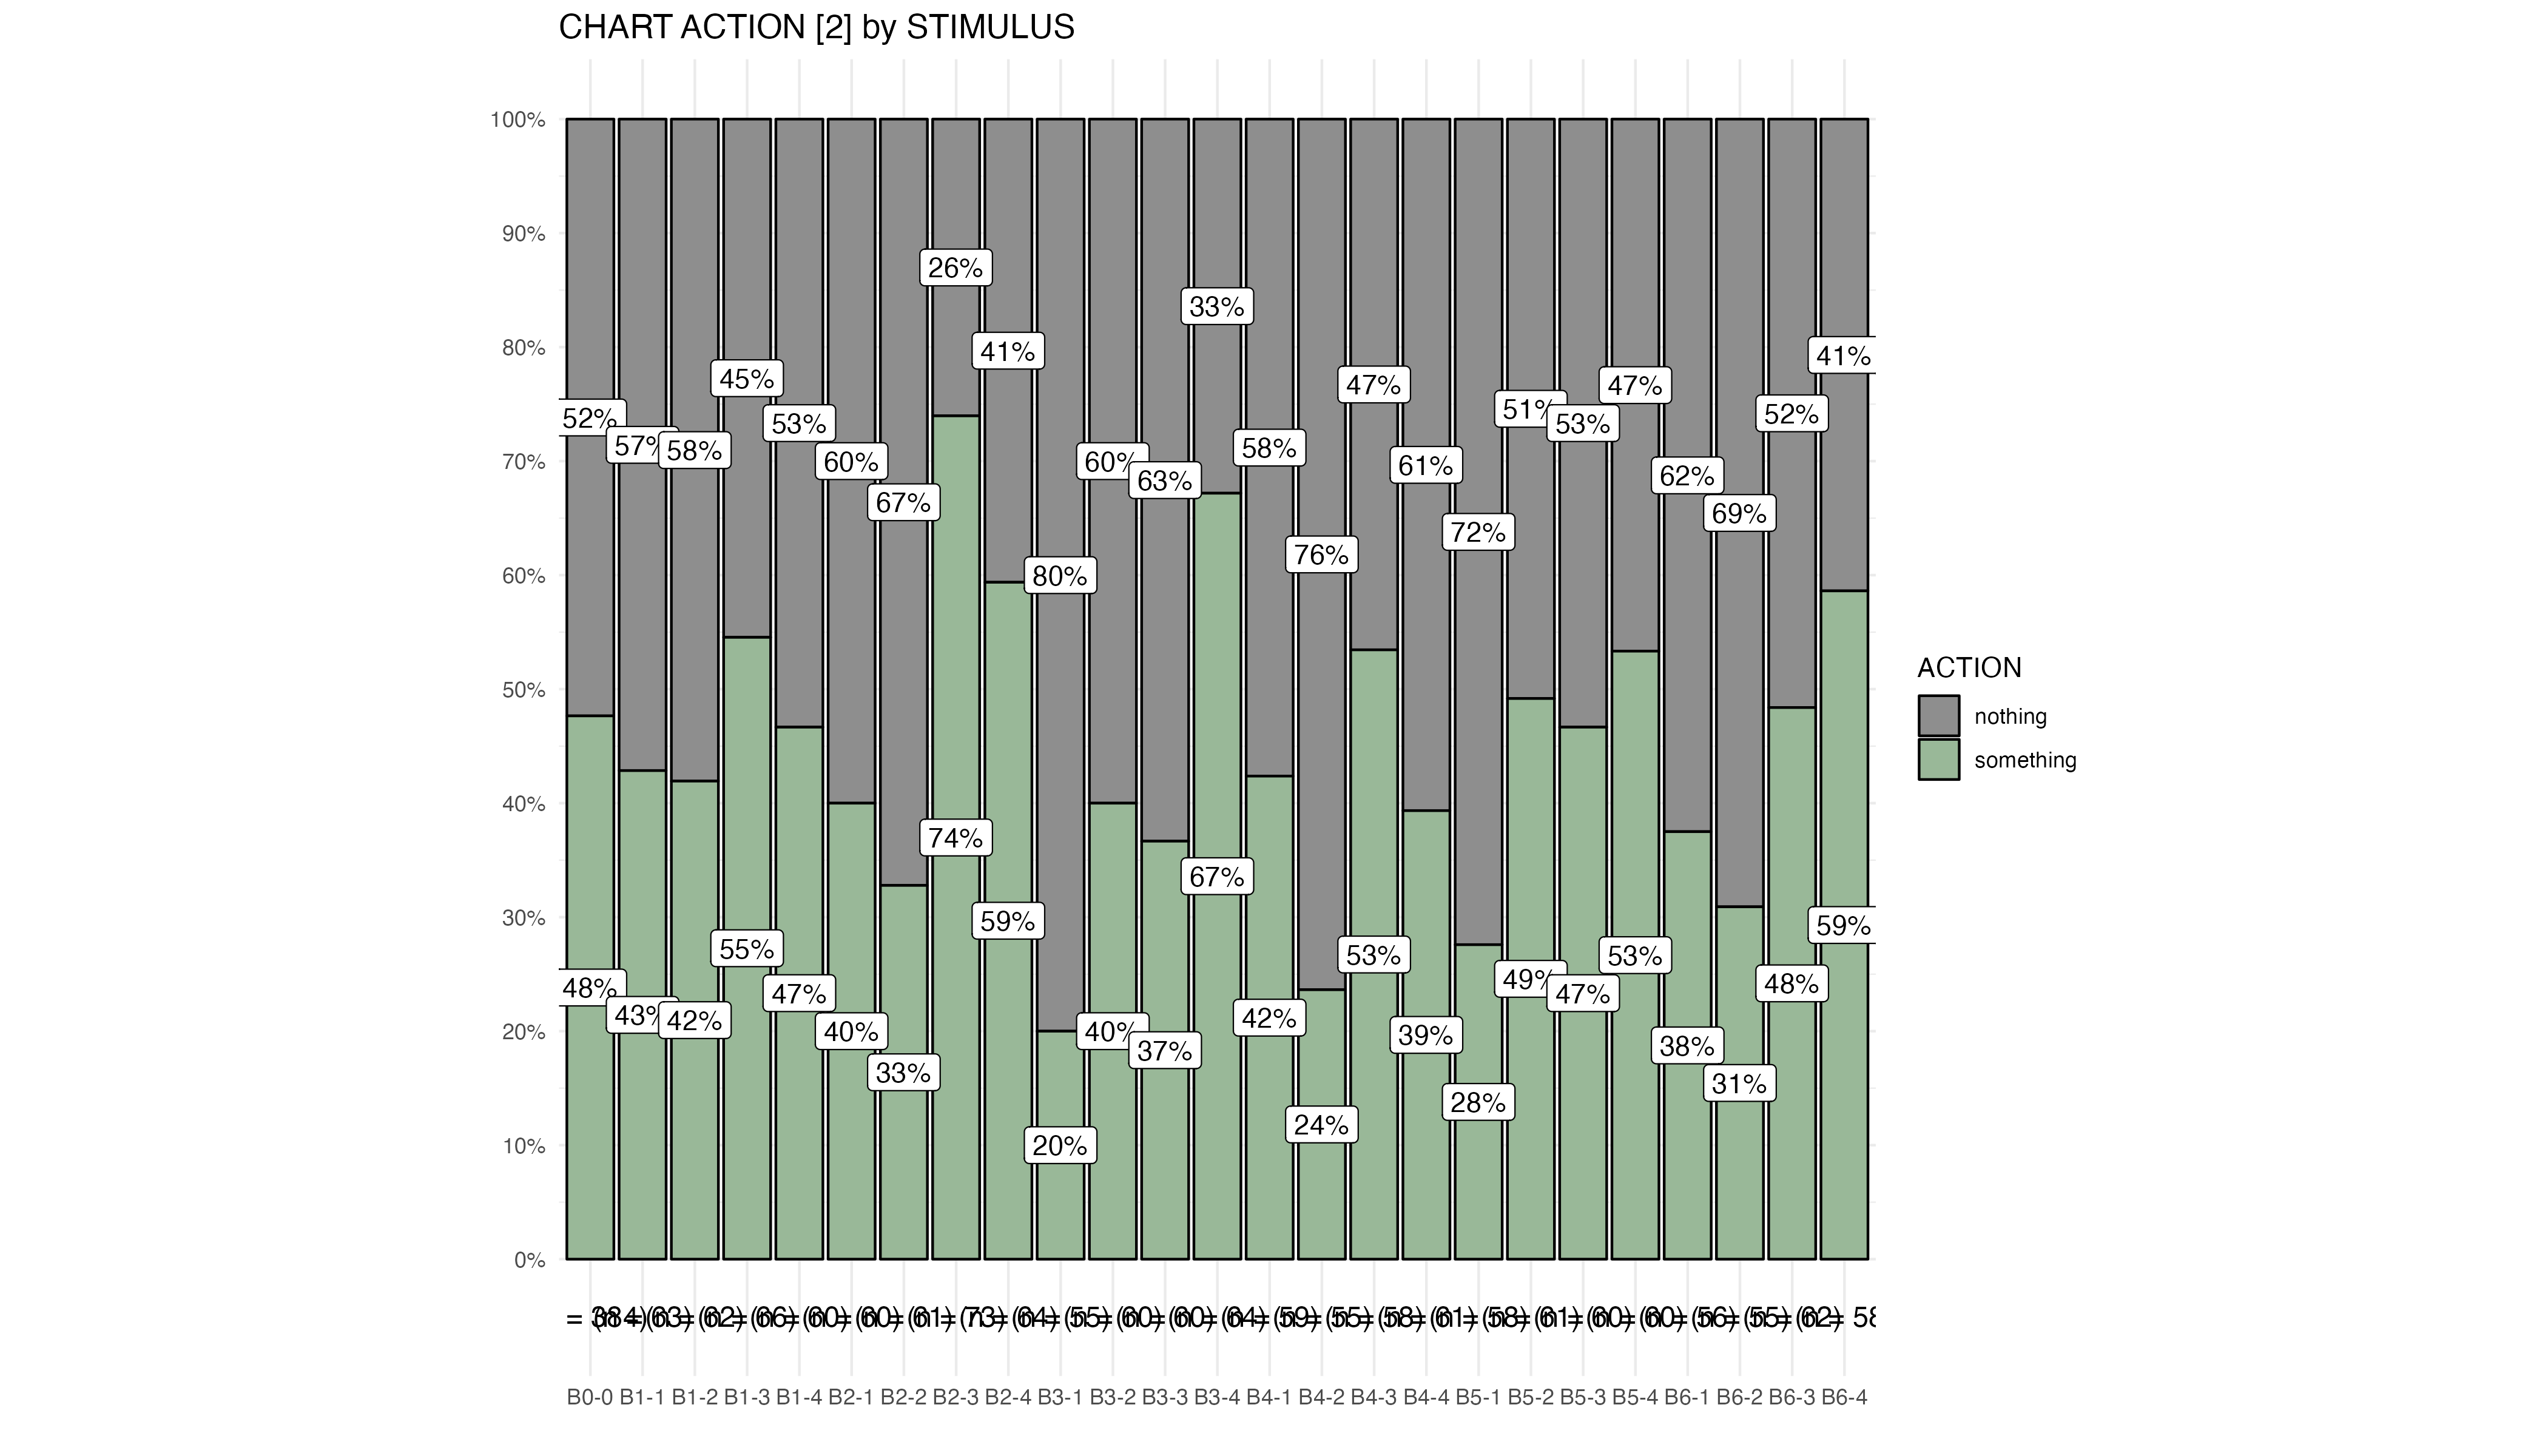 CHART ACTION [2] by STIMULUS
100%
90%
80%
70%
60%
50%
40%
30%
20%
10%
0%
52% 57% 58% 45% 53% 60% 67% 26% 41% 80% 60% 63% 33% 58% 76% 47% 61% 72% 51% 53% 47% 62% 69% 52% 41%
48% 43% 42% 55% 47% 40% 33% 74% 59% 20% 40% 37% 67% 42% 24% 53% 39% 28% 49% 47% 53% 38% 31% 48% 59%
B0-0 B1-1 B1-2 B1-3 B1-4 B2-1 B2-2 B2-3 B2-4 B3-1 B3-2 B3-3 B3-4 B4-1 B4-2 B4-3 B4-4 B5-1 B5-2 B5-3 B5-4 B6-1 B6-2 B6-3 B6-4
ACTION
nothing
something